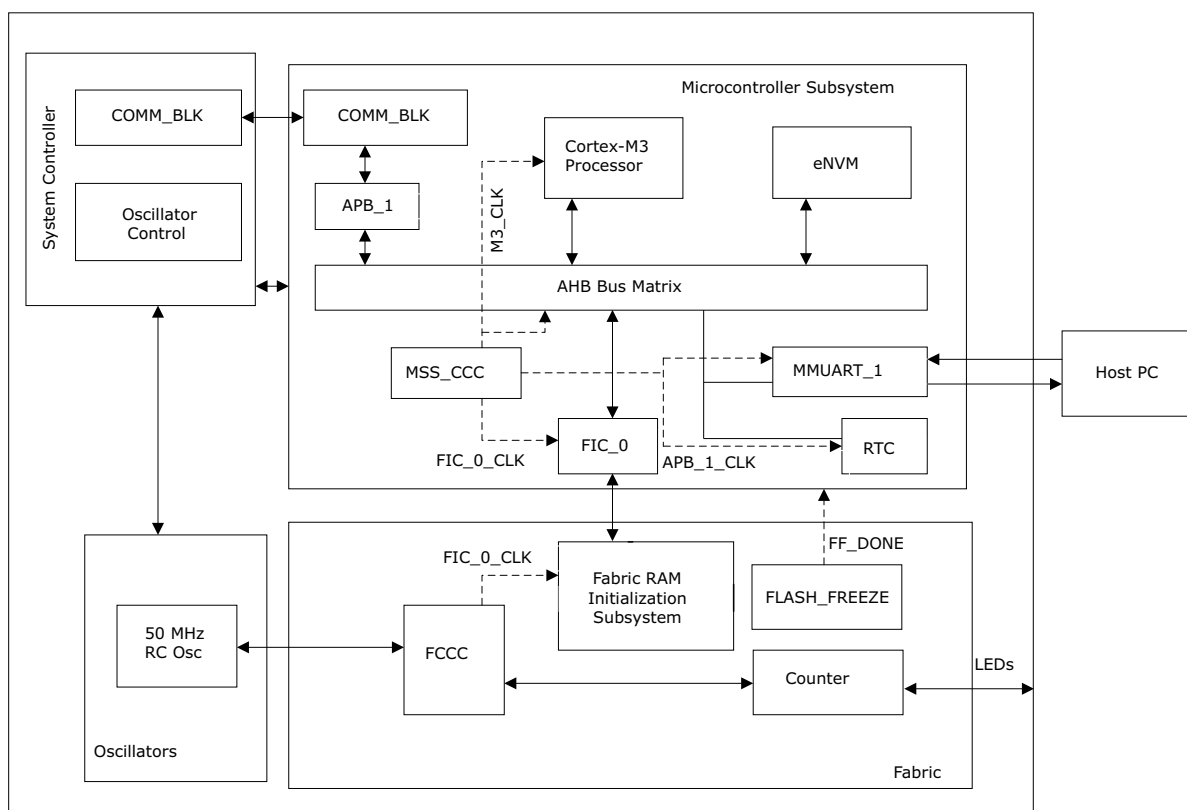 Microcontroller Subsystem
System Controller
COMM_BLK
COMM_BLK
Cortex-M3
Processor
eNVM
APB_1
Oscillator
Control
M3_CLK
AHB Bus Matrix
MSS_CCC
MMUART_1
Host PC
FIC_0_CLK
FIC_0
APB_1_CLK
RTC
FIC_0_CLK
FF_DONE
Fabric RAM
Initialization
Subsystem
FLASH_FREEZE
50 MHz
RC Osc
FCCC
Counter
LEDs
Oscillators
Fabric